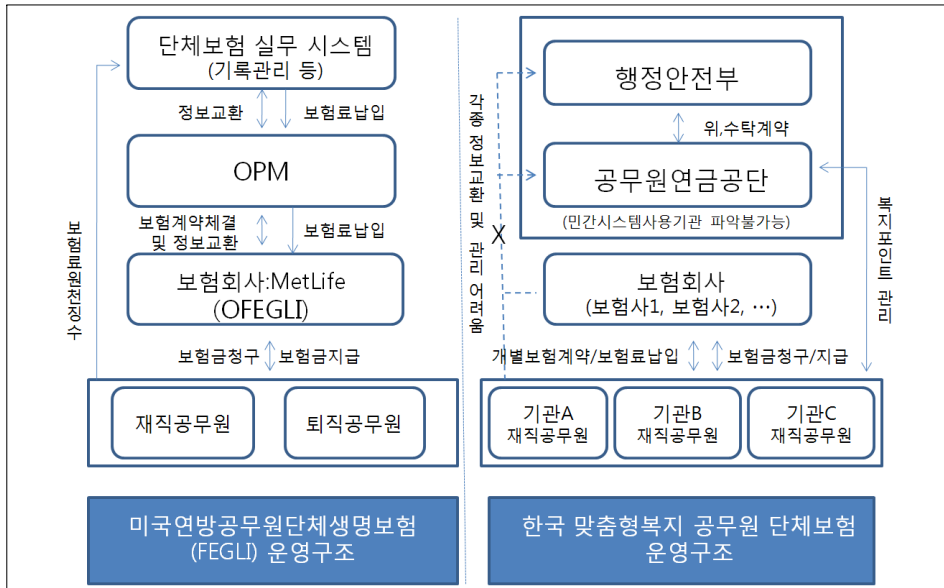 단체보험 실무 시스템
(기록관리 등)
정보교환
보험료납입
OPM
보험계약체결
및 정보교환
보험료납입
보험회사:MetLife
(OFEGLI)
보험금청구
보험금지급
보험료원천징수
재직공무원
퇴직공무원
미국연방공무원단체생명보험
(FEGLI) 운영구조
행정안전부
위,수탁계약
공무원연금공단
(민간시스템사용기관 파악불가능)
각종 정보교환 및 관리 어려움
X
복지포인트 관리
보험회사
(보험사1, 보험사2, …)
개별보험계약/보험료납입
보험금청구/지급
기관A
재직공무원
기관B
재직공무원
기관C
재직공무원
한국 맞춤형복지 공무원 단체보험
운영구조